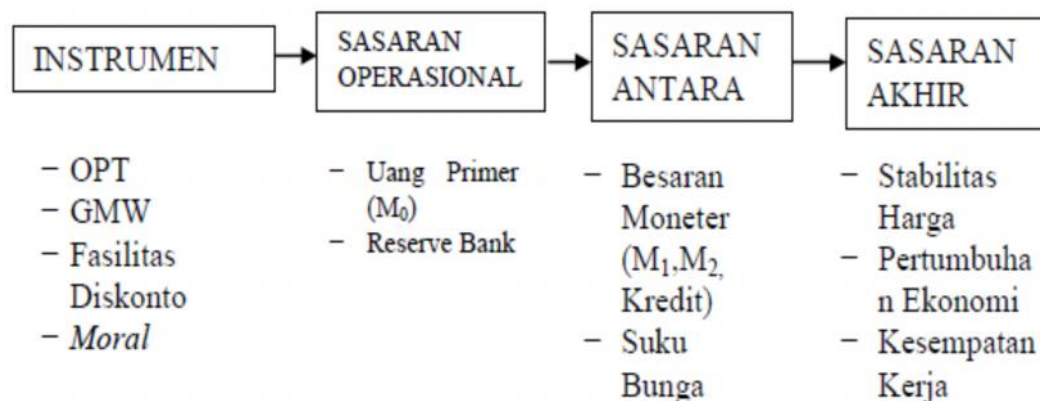 INSTRUMEN
SASARAN
OPERASIONAL
SASARAN
ANTARA
SASARAN
AKHIR
– OPT
– GMW
– Fasilitas
Diskonto
– Moral
– Uang Primer
(M₀)
– Reserve Bank
– Besaran
Moneter
(M₁,M₂,
Kredit)
– Suku
Bunga
– Stabilitas
Harga
– Pertumbuha
n Ekonomi
– Kesempatan
Kerja